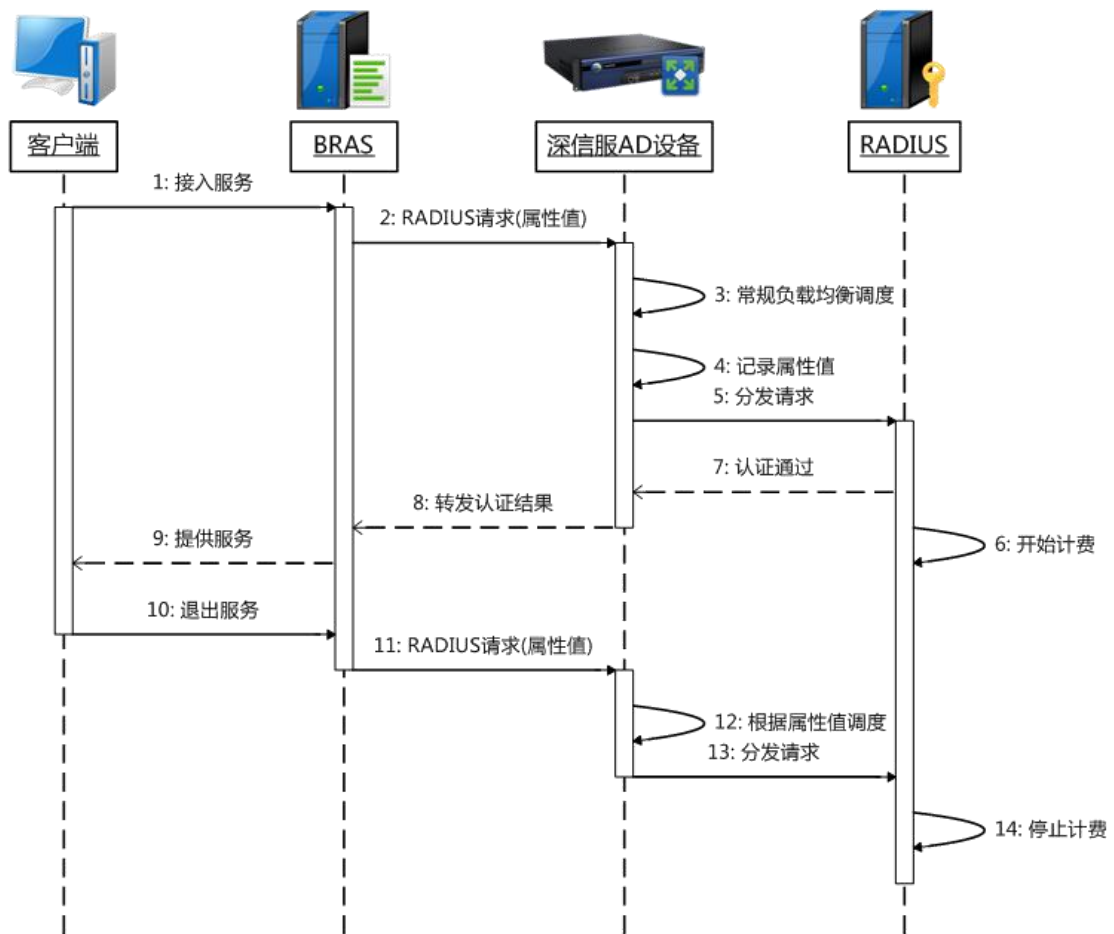 客户端
BRAS
深信服AD设备
RADIUS
1: 接入服务
2: RADIUS请求(属性值)
3: 常规负载均衡调度
4: 记录属性值
5: 分发请求
7: 认证通过
8: 转发认证结果
9: 提供服务
6: 开始计费
10: 退出服务
11: RADIUS请求(属性值)
12: 根据属性值调度
13: 分发请求
14: 停止计费